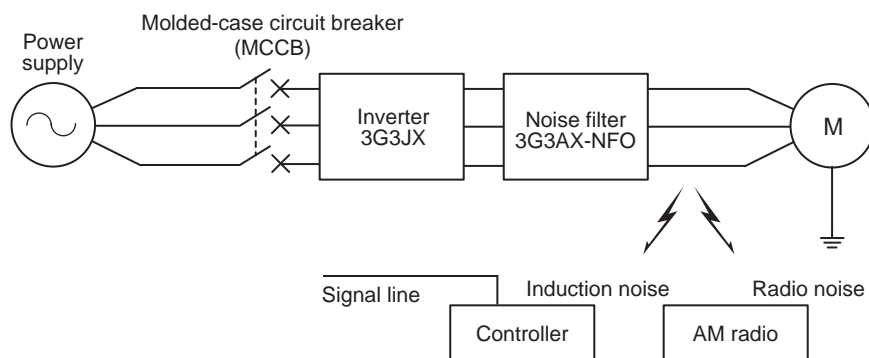 Molded-case circuit breaker
(MCCB)
Power
supply
Inverter
3G3JX
Noise filter
3G3AX-NFO
M
Signal line
Induction noise
Radio noise
Controller
AM radio